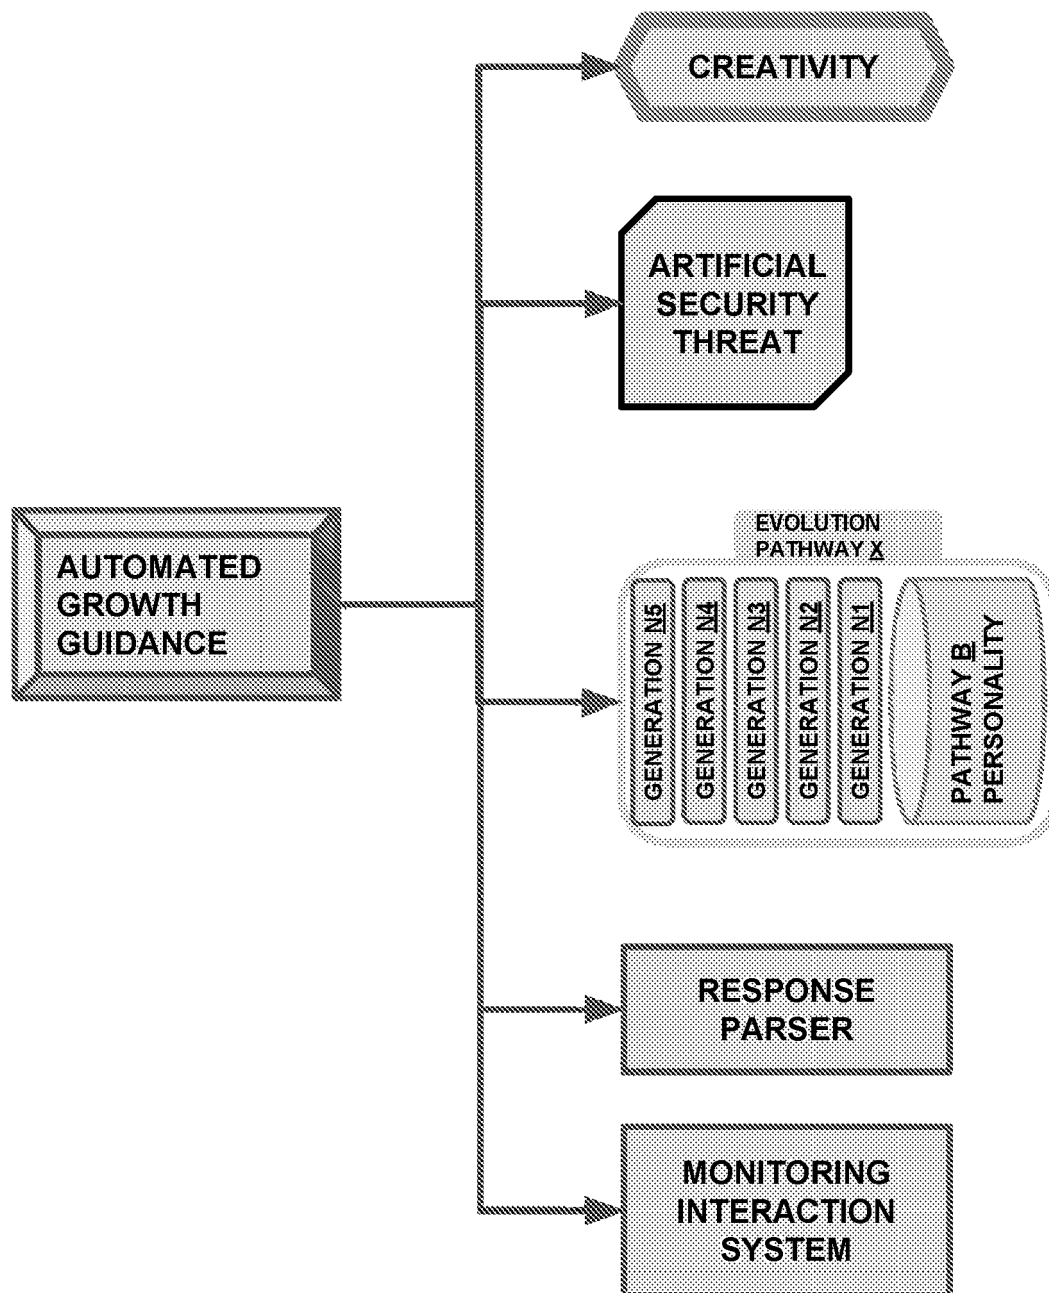 CREATIVITY
ARTIFICIAL
SECURITY
THREAT
AUTOMATED
GROWTH
GUIDANCE
EVOLUTION
PATHWAY X
GENERATION N5
GENERATION N4
GENERATION N3
GENERATION N2
GENERATION N1
PATHWAY B
PERSONALITY
RESPONSE
PARSER
MONITORING
INTERACTION
SYSTEM